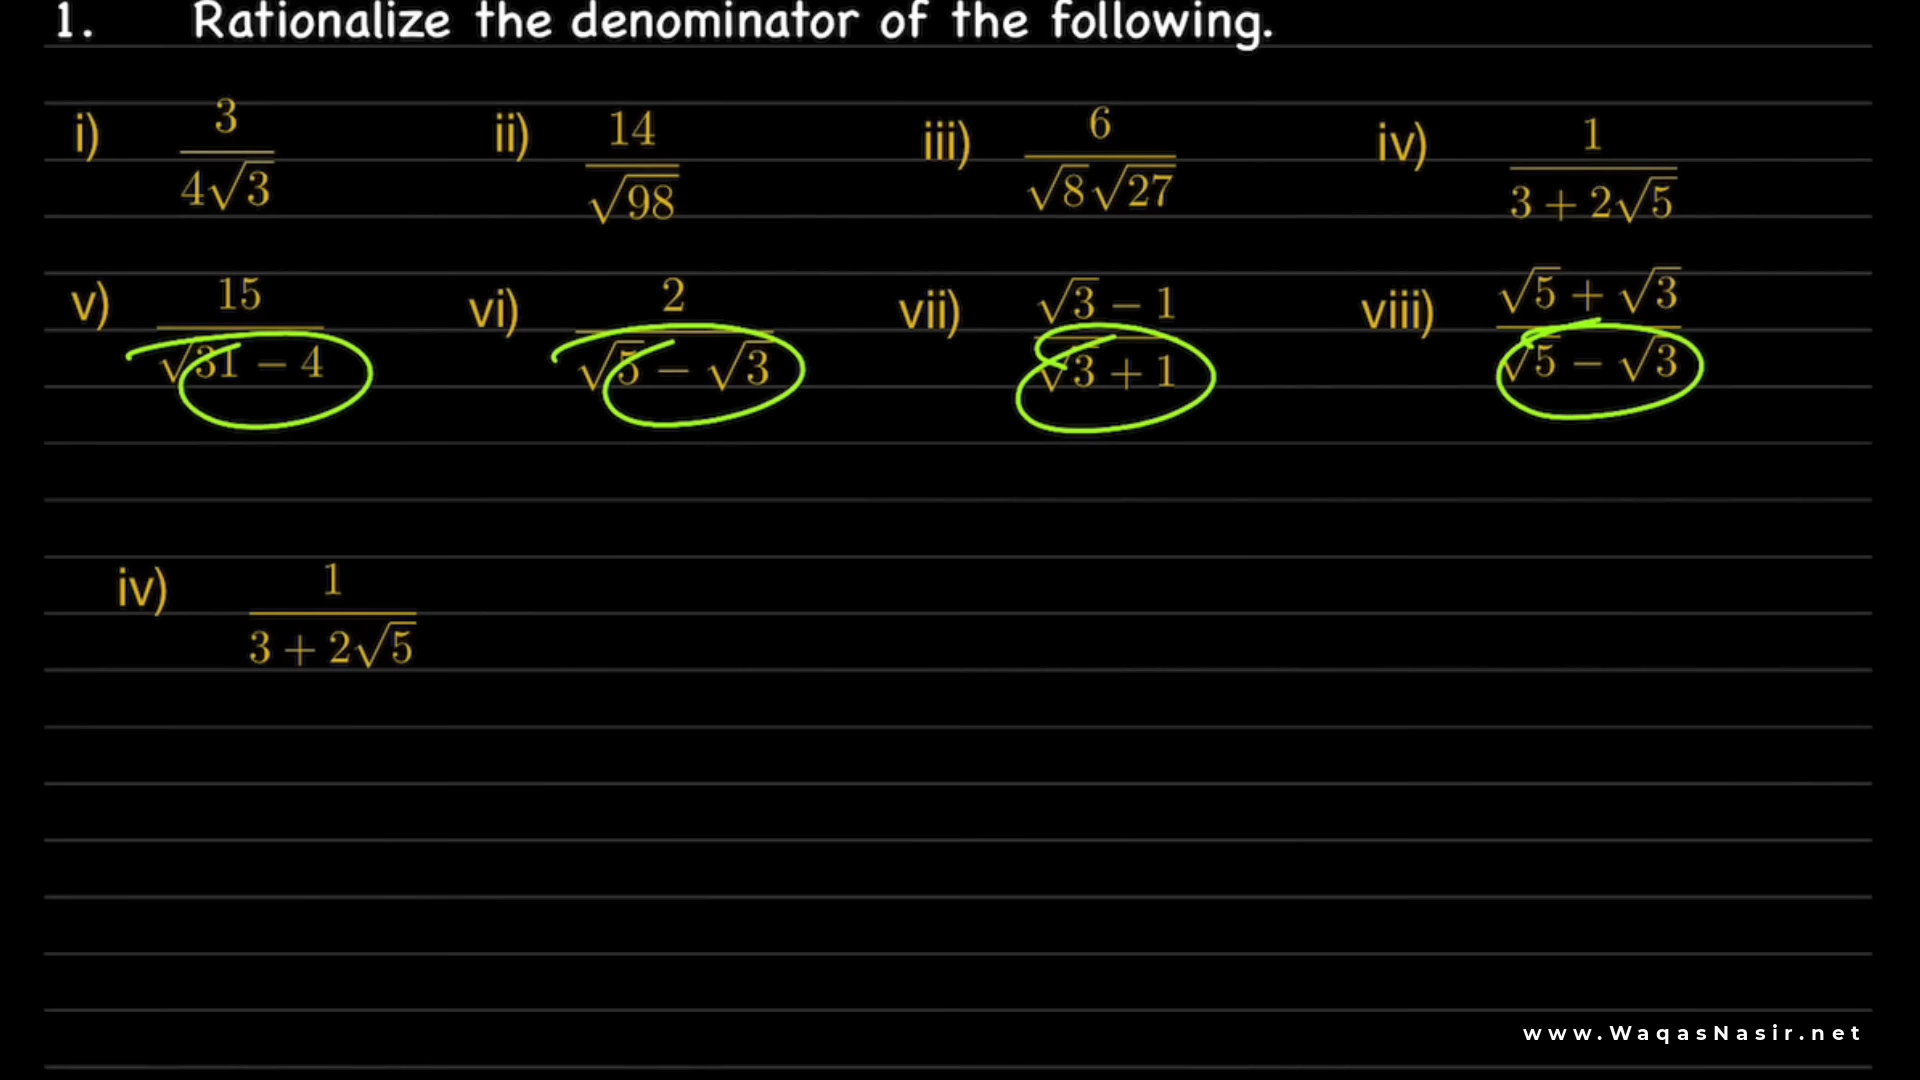 1. Rationalize the denominator of the following.
i) 3/(4√3) ii) 14/√98 iii) 6/(√8√27) iv) 1/(3 + 2√5)
v) 15/(√31 − 4) vi) 2/(√5 − √3) vii) (√3 − 1)/(√3 + 1) viii) (√5 + √3)/(√5 − √3)
iv) 1/(3 + 2√5)
www.WaqasNasir.net